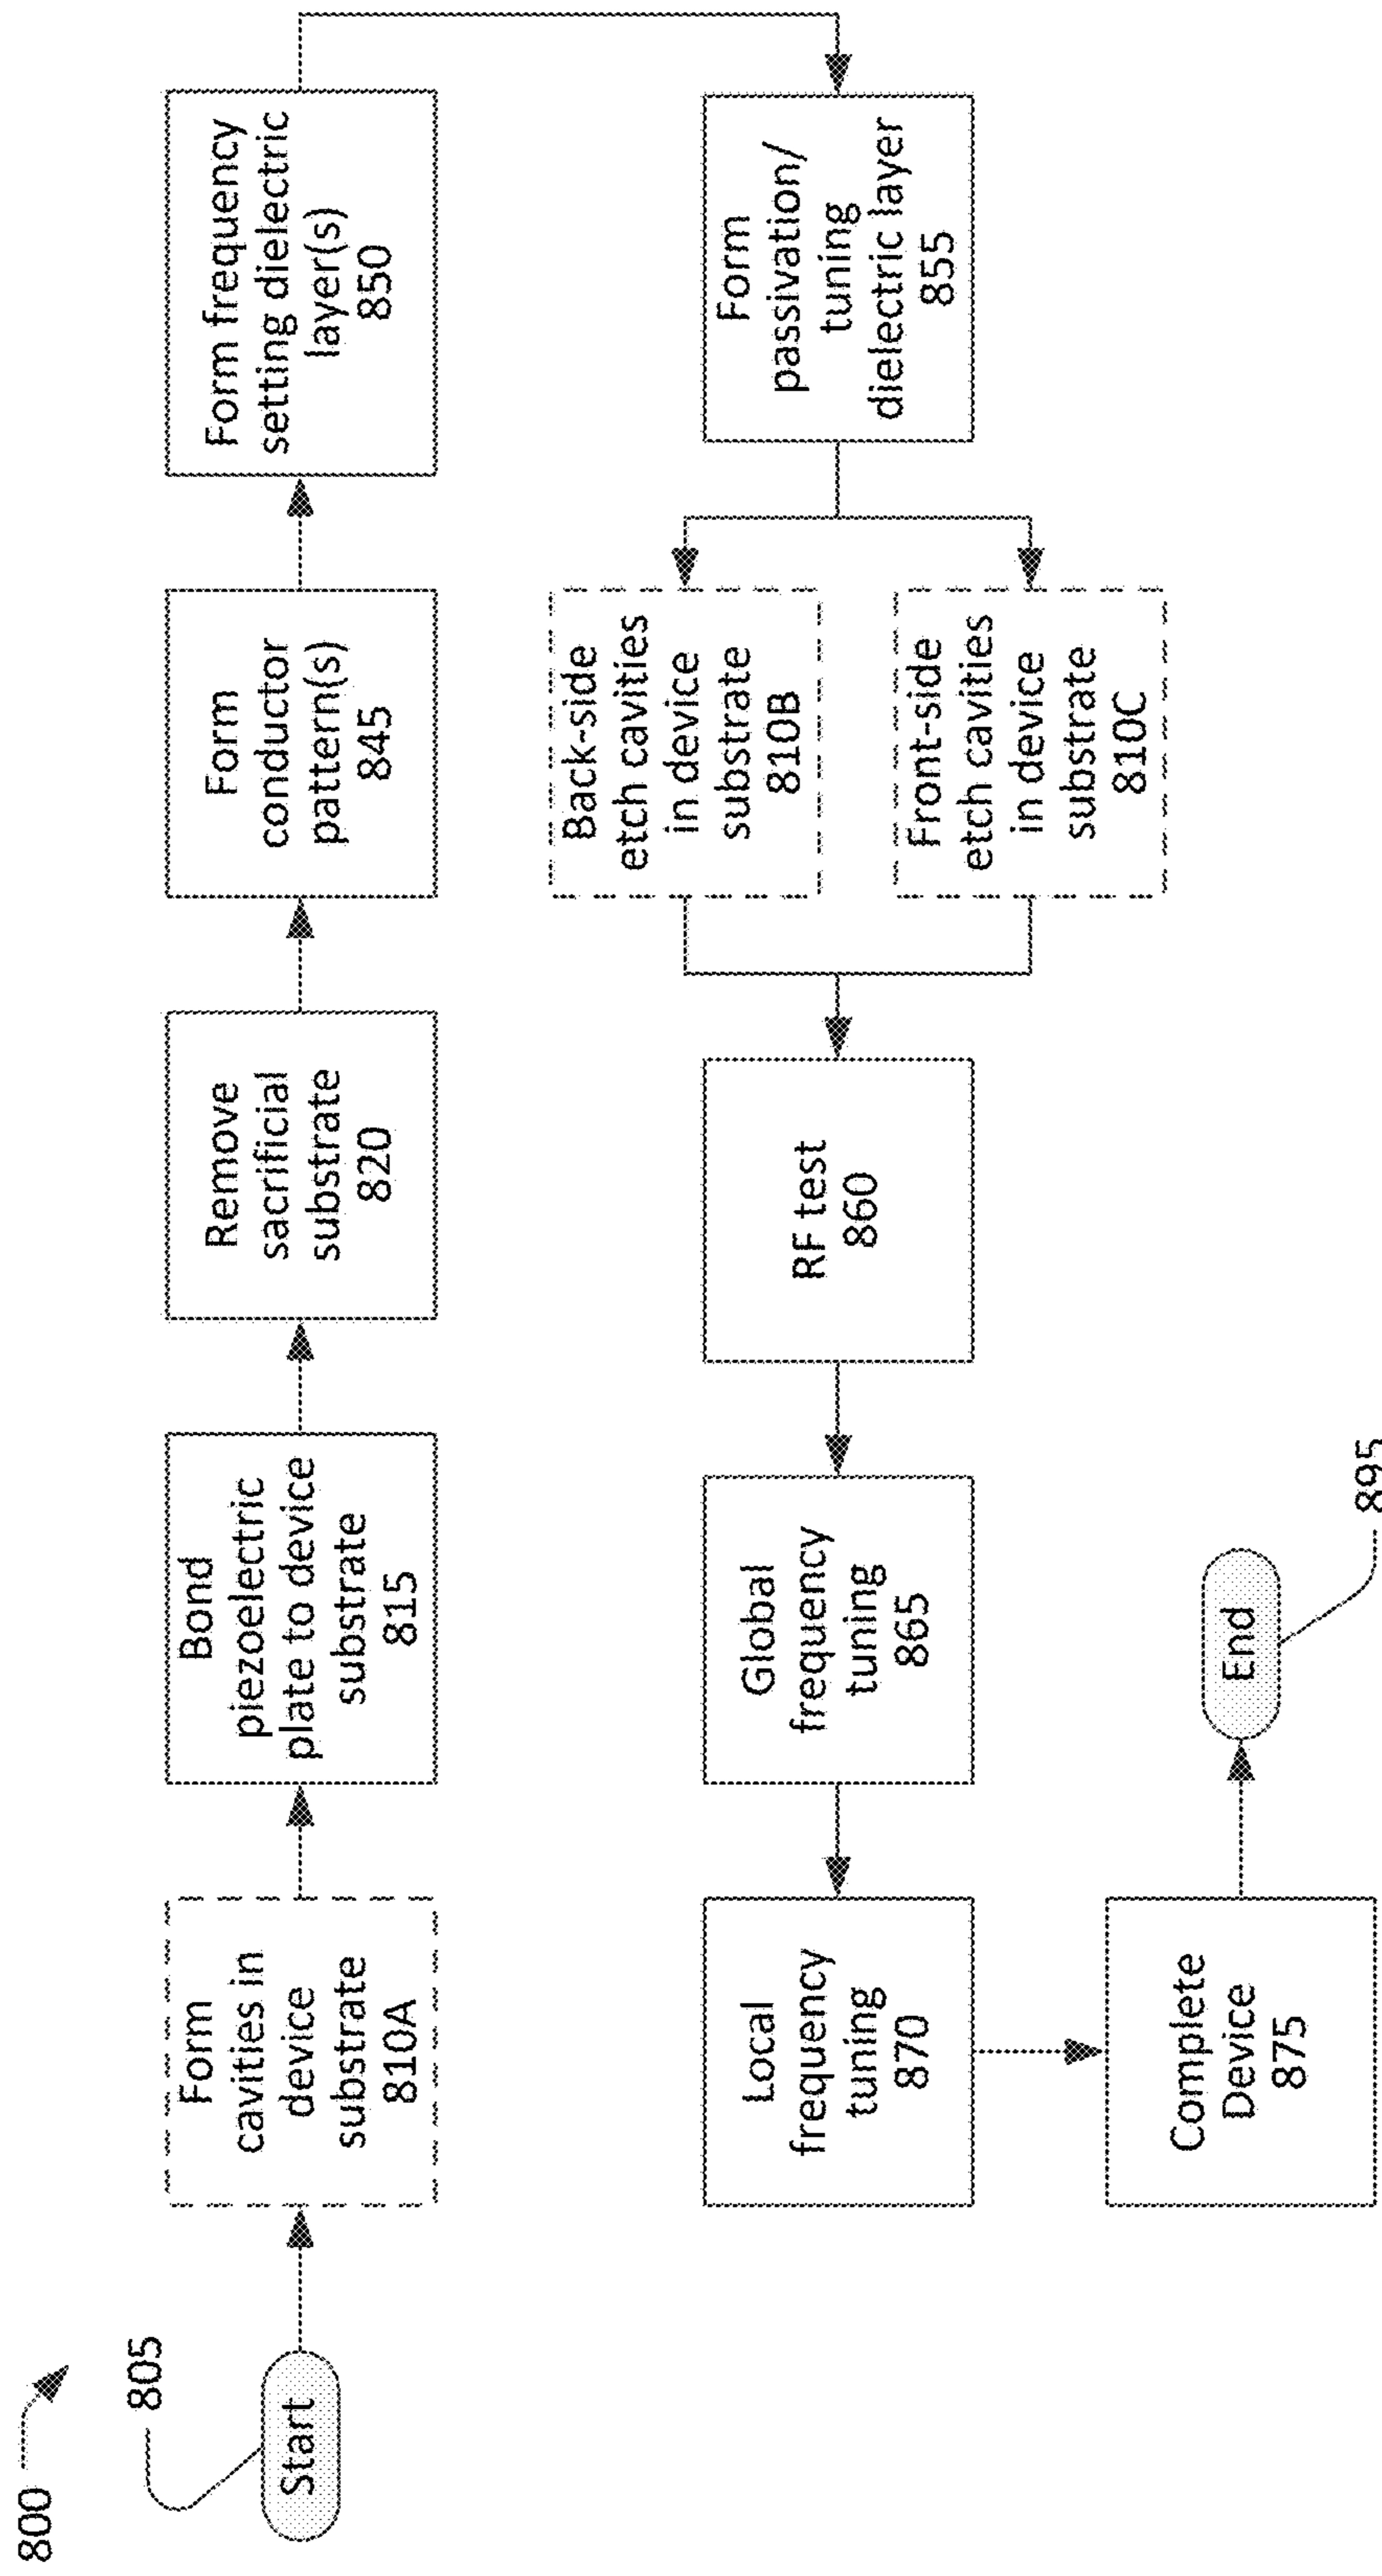 800
805
Start
Form
cavities in
device
substrate
810A
Bond
piezoelectric
plate to device
substrate
815
Remove
sacrificial
substrate
820
Form
conductor
pattern(s)
845
Form frequency
setting dielectric
layer(s)
850
Form
passivation/
tuning
dielectric layer
855
Back-side
etch cavities
in device
substrate
810B
Front-side
etch cavities
in device
substrate
810C
RF test
860
Global
frequency
tuning
865
Local
frequency
tuning
870
Complete
Device
875
End
895